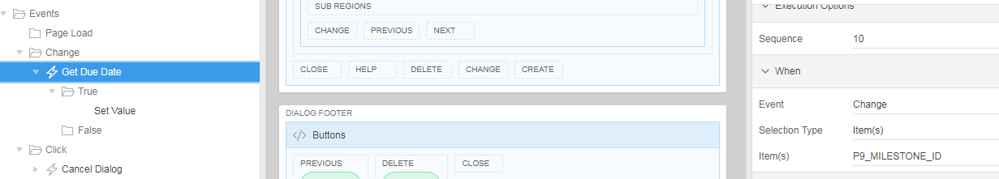 Events
Page Load
Change
Get Due Date
True
Set Value
False
Click
Cancel Dialog
SUB REGIONS
CHANGE PREVIOUS NEXT
CLOSE HELP DELETE CHANGE CREATE
DIALOG FOOTER
Buttons
PREVIOUS DELETE CLOSE
Execution Options
Sequence 10
When
Event Change
Selection Type Item(s)
Item(s) P9_MILESTONE_ID